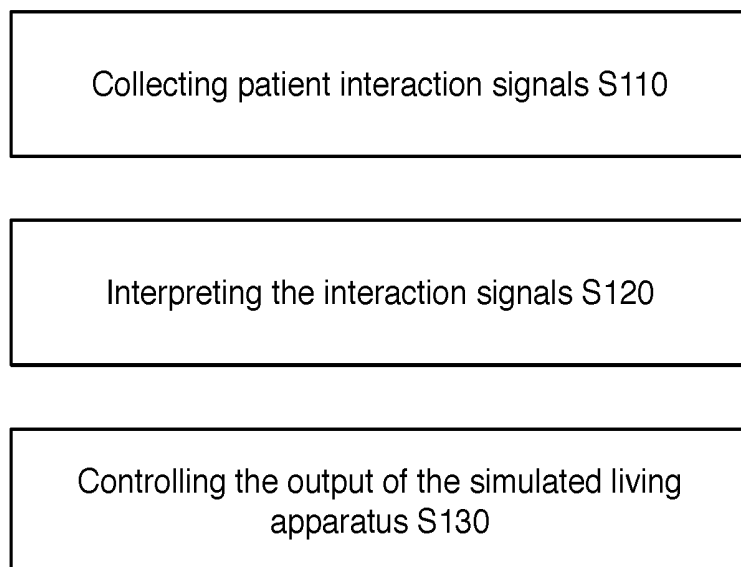 Collecting patient interaction signals S110
Interpreting the interaction signals S120
Controlling the output of the simulated living
apparatus S130